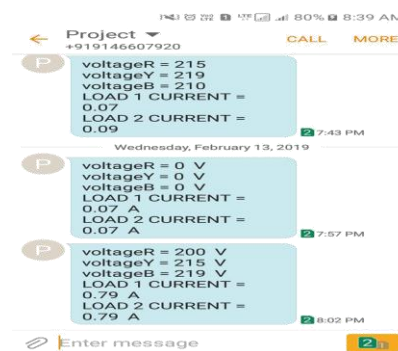 80% 8:39 AM
Project
CALL MORE
+919146607920
P
voltageR = 215
voltageY = 219
voltageB = 210
LOAD 1 CURRENT =
0.07
LOAD 2 CURRENT =
0.09
2 7:43 PM
Wednesday, February 13, 2019
P
voltageR = 0 V
voltageY = 0 V
voltageB = 0 V
LOAD 1 CURRENT =
0.07 A
LOAD 2 CURRENT =
0.07 A
2 7:57 PM
P
voltageR = 200 V
voltageY = 215 V
voltageB = 219 V
LOAD 1 CURRENT =
0.79 A
LOAD 2 CURRENT =
0.79 A
2 8:02 PM
Enter message
2